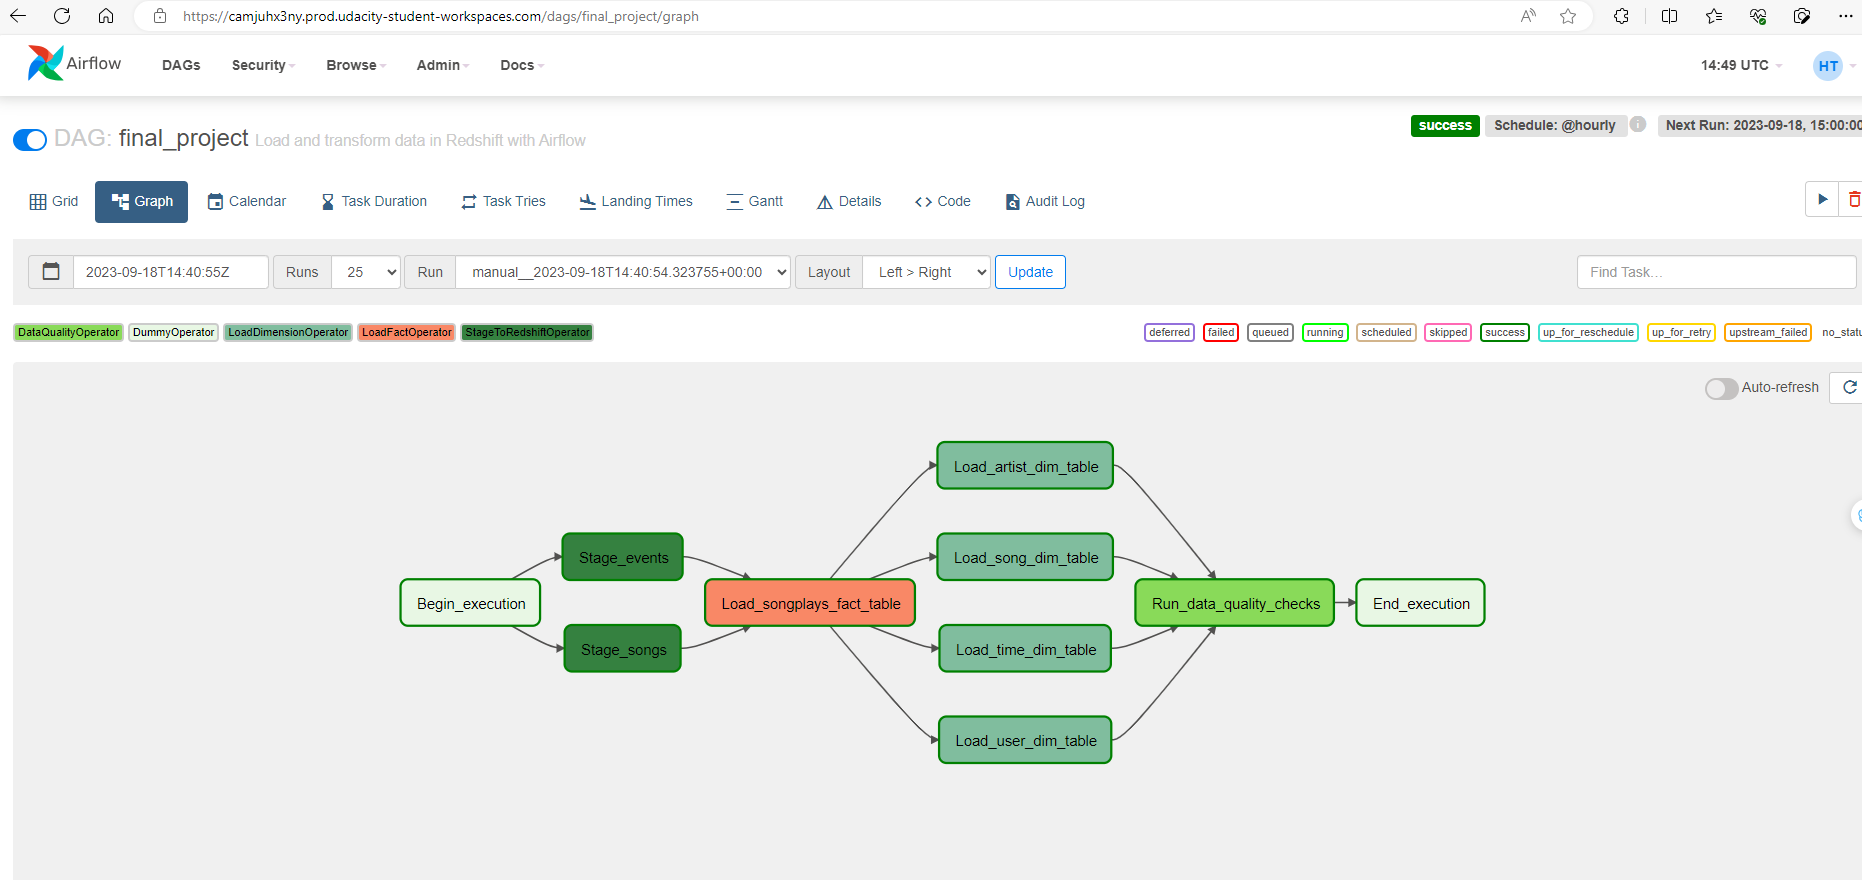 https://camjuhx3ny.prod.udacity-student-workspaces.com/dags/final_project/graph
Airflow DAGs Security Browse Admin Docs 14:49 UTC HT
DAG: final_project Load and transform data in Redshift with Airflow
success Schedule: @hourly Next Run: 2023-09-18, 15:00:00
Grid Graph Calendar Task Duration Task Tries Landing Times Gantt Details Code Audit Log
2023-09-18T14:40:55Z Runs 25 Run manual__2023-09-18T14:40:54.323755+00:00 Layout Left > Right Update Find Task...
DataQualityOperator DummyOperator LoadDimensionOperator LoadFactOperator StageToRedshiftOperator deferred failed queued running scheduled skipped success up_for_reschedule up_for_retry upstream_failed no_statu
Auto-refresh
Load_artist_dim_table
Stage_events Load_song_dim_table
Begin_execution Load_songplays_fact_table Run_data_quality_checks End_execution
Stage_songs Load_time_dim_table
Load_user_dim_table